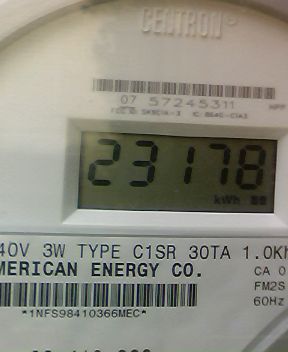 CENTRON®
07 57245311
23178
kWh
40V 3W TYPE C1SR 30TA 1.0K
MERICAN ENERGY CO.
CA 0
FM2S
60Hz
*1NFS98410366MEC*